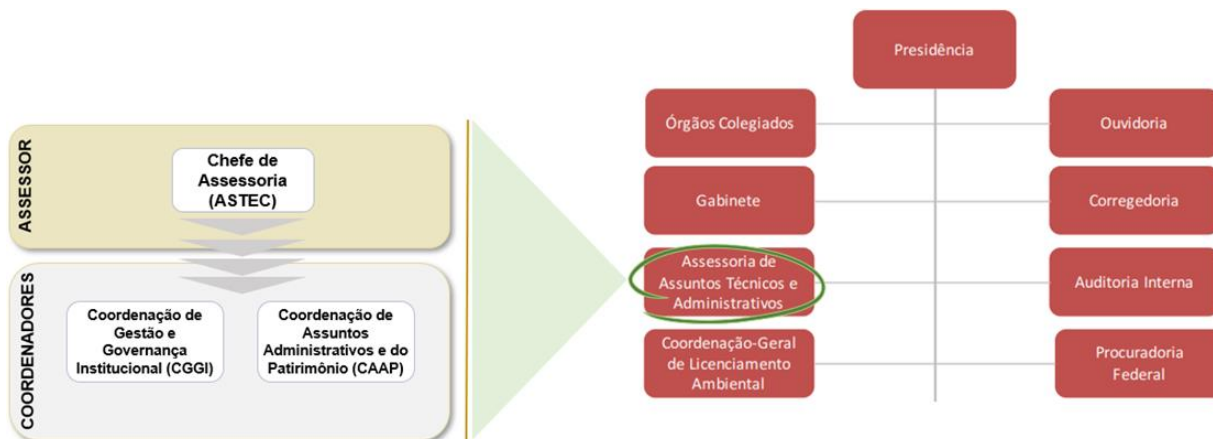 ASSESSOR
Chefe de
Assessoria
(ASTEC)
COORDENADORES
Coordenação de
Gestão e
Governança
Institucional (CGGI)
Coordenação de
Assuntos
Administrativos e do
Patirimônio (CAAP)
Presidência
Órgãos Colegiados
Ouvidoria
Gabinete
Corregedoria
Assessoria de
Assuntos Técnicos e
Administrativos
Auditoria Interna
Coordenação-Geral
de Licenciamento
Ambiental
Procuradoria
Federal